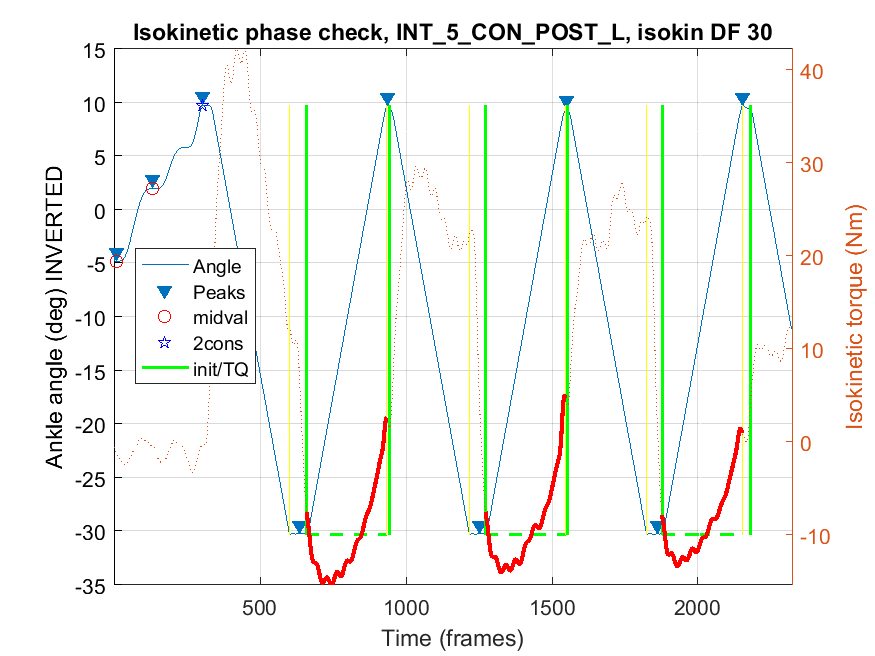 Isokinetic phase check, INT_5_CON_POST_L, isokin DF 30
Ankle angle (deg) INVERTED
15
10
5
0
-5
-10
-15
-20
-25
-30
-35
Angle
Peaks
midval
2cons
init/TQ
40
30
20
10
0
-10
Isokinetic torque (Nm)
500
1000
1500
2000
Time (frames)